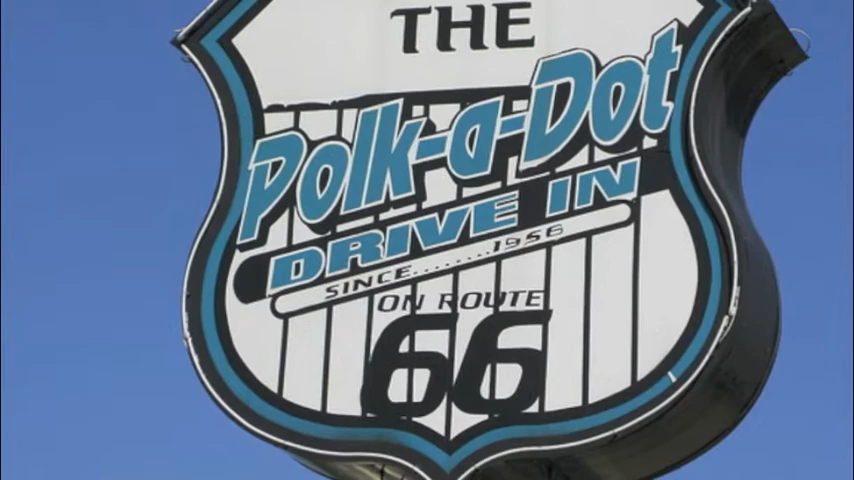 THE
Polk-a-Dot
DRIVE IN
SINCE........1956
ON ROUTE
66